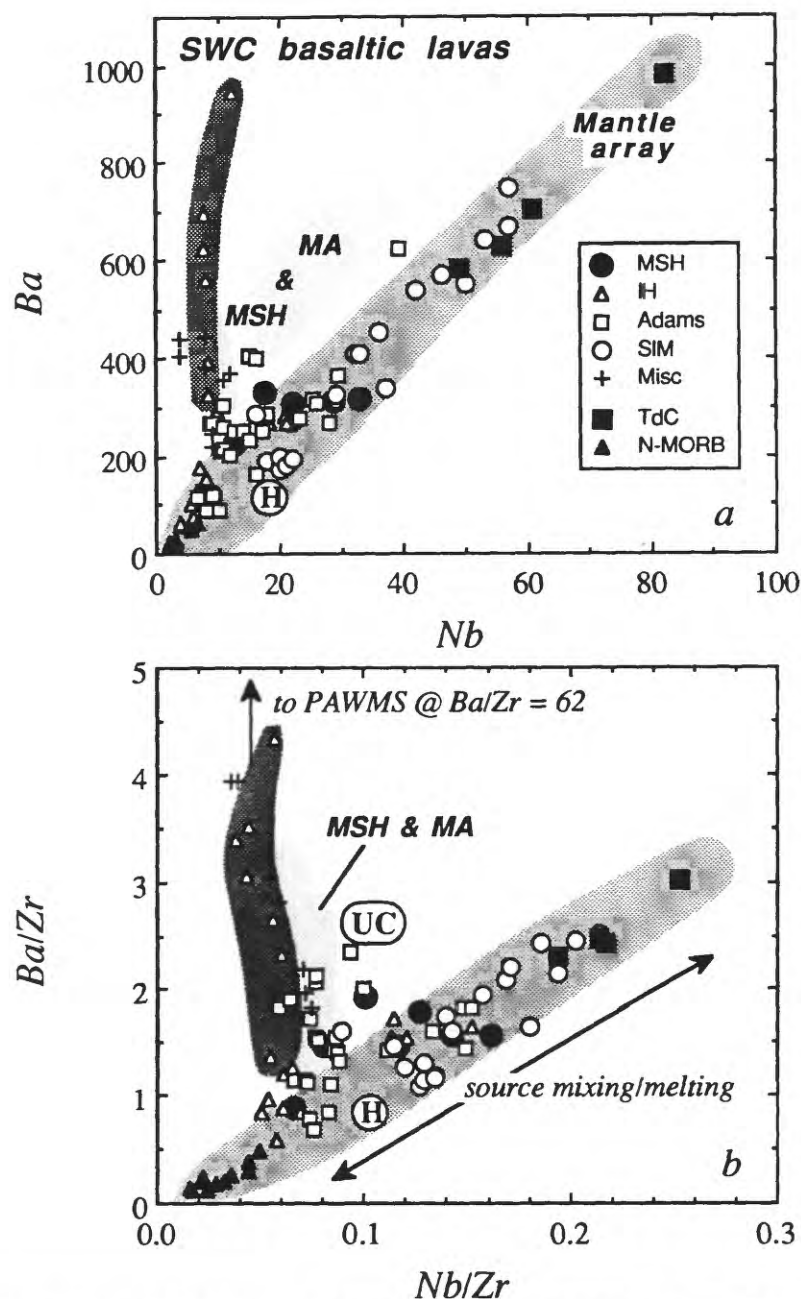 SWC basaltic lavas
1000
800
600
400
200
0
Ba
Mantle
array
MA
&
MSH
MSH
IH
Adams
SIM
Misc
TdC
N-MORB
H
a
0
20
40
60
80
100
Nb
5
4
3
2
1
0
Ba/Zr
to PAWMS @ Ba/Zr = 62
MSH & MA
UC
H
source mixing/melting
b
0.0
0.1
0.2
0.3
Nb/Zr